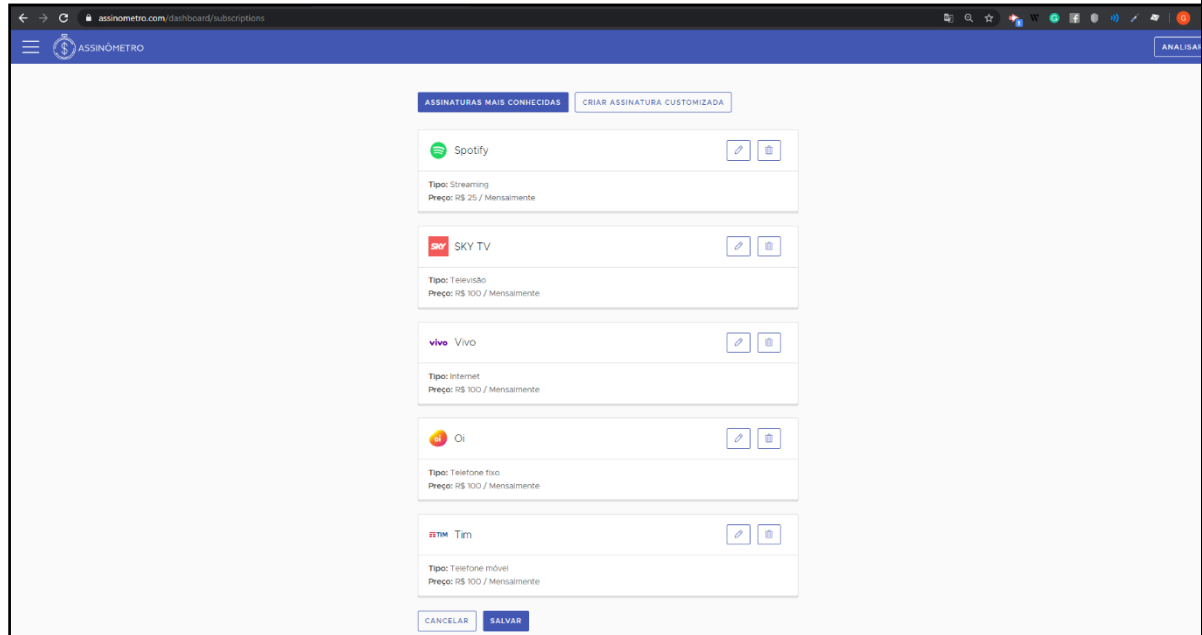 assinometro.com/dashboard/subscriptions
G
ASSINÔMETRO
ANALISAR
ASSINATURAS MAIS CONHECIDAS
CRIAR ASSINATURA CUSTOMIZADA
Spotify
Tipo: Streaming
Preço: R$ 25 / Mensalmente
SKY SKY TV
Tipo: Televisão
Preço: R$ 100 / Mensalmente
vivo Vivo
Tipo: Internet
Preço: R$ 100 / Mensalmente
oi Oi
Tipo: Telefone fixo
Preço: R$ 100 / Mensalmente
TIM Tim
Tipo: Telefone móvel
Preço: R$ 100 / Mensalmente
CANCELAR
SALVAR